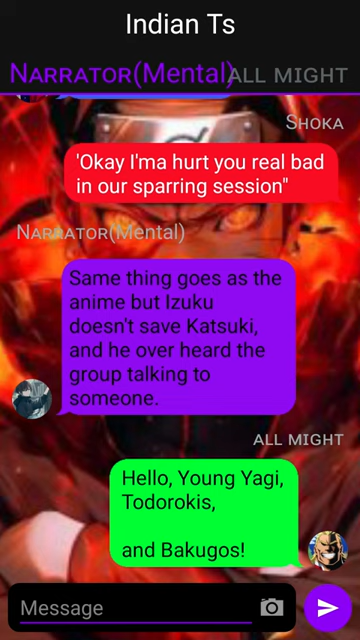 Indian Ts
Narrator(Mental) ALL MIGHT
Shoka
'Okay I'ma hurt you real bad
in our sparring session"
Narrator(Mental)
Same thing goes as the
anime but Izuku
doesn't save Katsuki,
and he over heard the
group talking to
someone.
ALL MIGHT
Hello, Young Yagi,
Todorokis,
and Bakugos!
Message